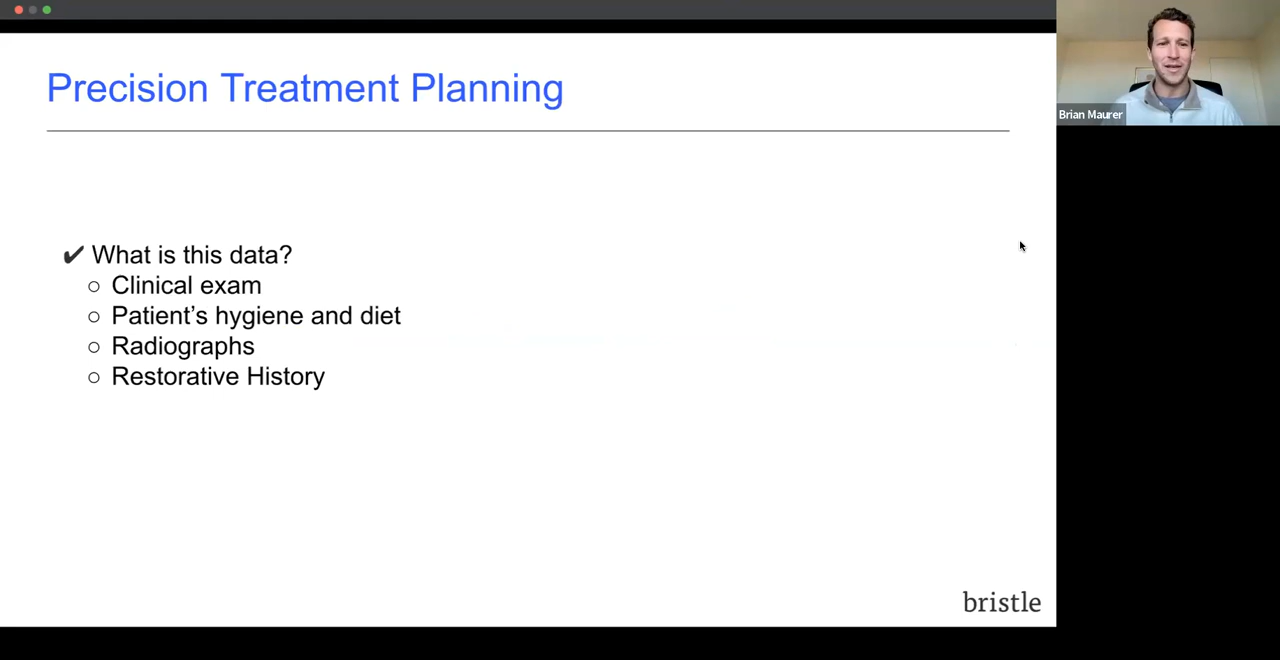 Precision Treatment Planning
✔ What is this data?
○ Clinical exam
○ Patient’s hygiene and diet
○ Radiographs
○ Restorative History
bristle
Brian Maurer